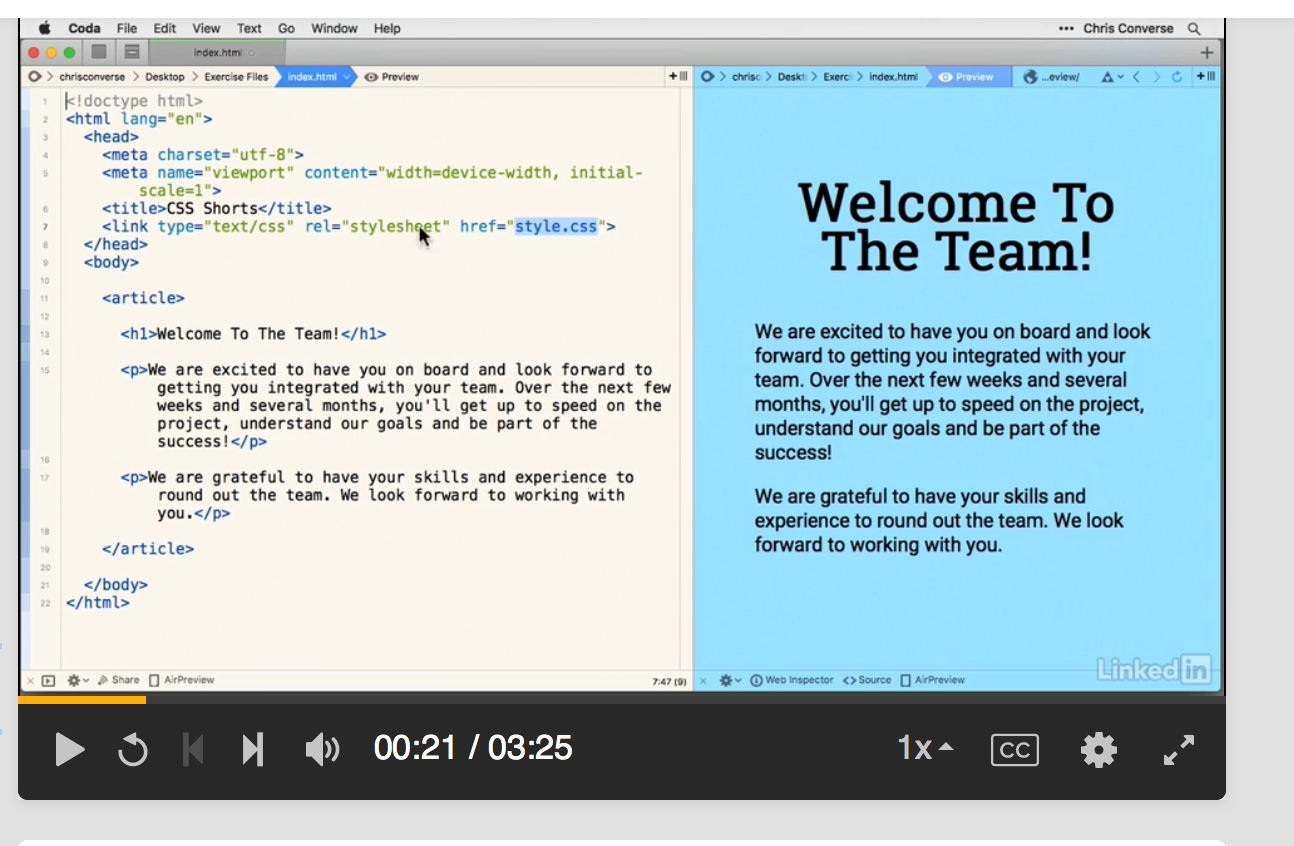 Coda File Edit View Text Go Window Help
••• Chris Converse
index.html
chrisconverse > Desktop > Exercise Files index.html Preview
+
1 <!doctype html>
2 <html lang="en">
3 <head>
4 <meta charset="utf-8">
5 <meta name="viewport" content="width=device-width, initial-
scale=1">
6 <title>CSS Shorts</title>
7 <link type="text/css" rel="stylesheet" href="style.css">
8 </head>
9 <body>
10
11 <article>
12
13 <h1>Welcome To The Team!</h1>
14
15 <p>We are excited to have you on board and look forward to
getting you integrated with your team. Over the next few
weeks and several months, you'll get up to speed on the
project, understand our goals and be part of the
success!</p>
16
17 <p>We are grateful to have your skills and experience to
round out the team. We look forward to working with
you.</p>
18
19 </article>
20
21 </body>
22 </html>
Share AirPreview
7:47 (9)
chrisc > Deskt > Exerc > index.html Preview ...eview/
Welcome To
The Team!
We are excited to have you on board and look
forward to getting you integrated with your
team. Over the next few weeks and several
months, you'll get up to speed on the project,
understand our goals and be part of the
success!
We are grateful to have your skills and
experience to round out the team. We look
forward to working with you.
Linked in
Web Inspector <> Source AirPreview
00:21 / 03:25
1x
CC